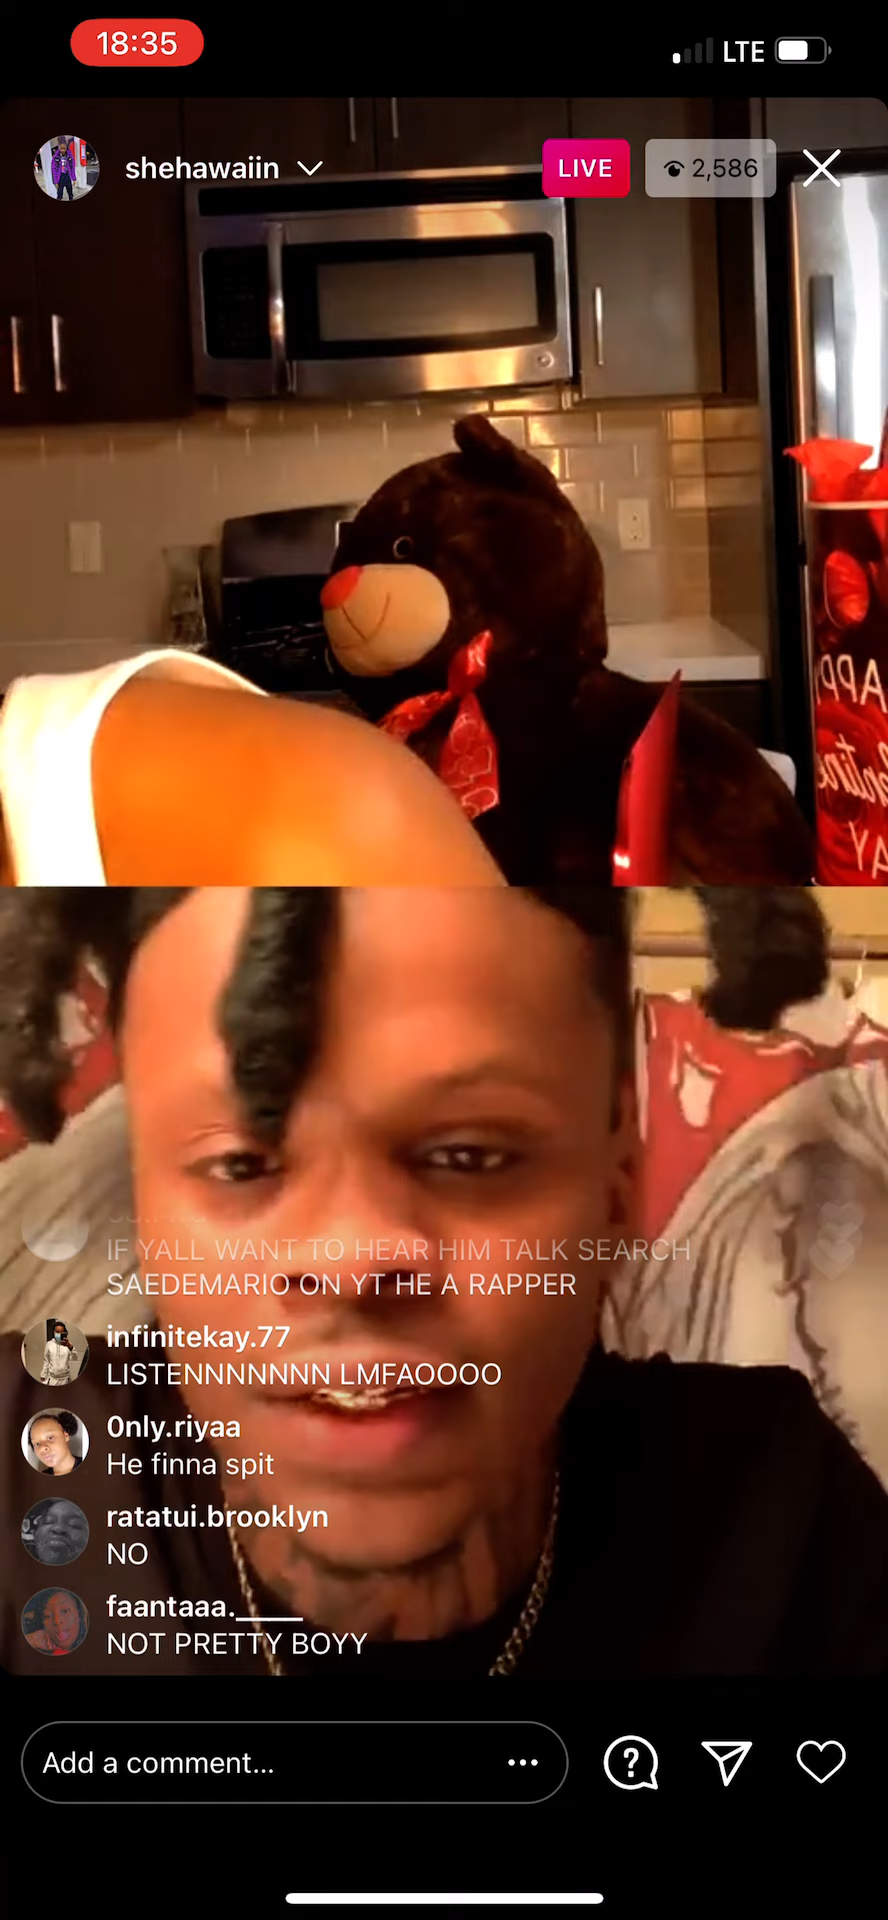 18:35
LTE
shehawaiin
LIVE
2,586
IF YALL WANT TO HEAR HIM TALK SEARCH
SAEDEMARIO ON YT HE A RAPPER
infinitekay.77
LISTENNNNNNN LMFAOOOO
0nly.riyaa
He finna spit
ratatui.brooklyn
NO
faantaaa._____
NOT PRETTY BOYY
Add a comment...